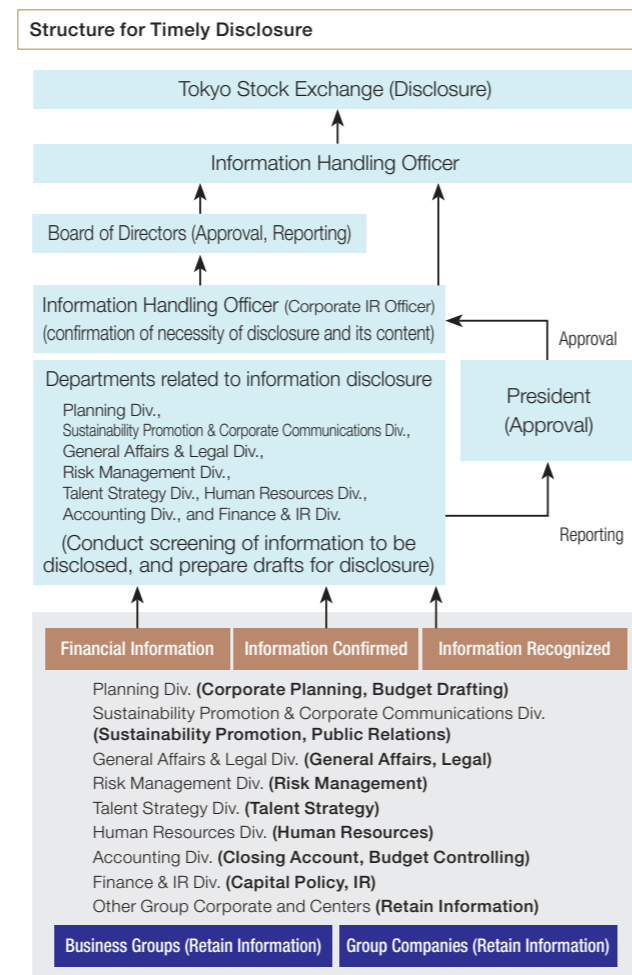 Structure for Timely Disclosure
Tokyo Stock Exchange (Disclosure)
Information Handling Officer
Board of Directors (Approval, Reporting)
Information Handling Officer (Corporate IR Officer)
(confirmation of necessity of disclosure and its content)
Approval
President
(Approval)
Departments related to information disclosure
Planning Div.,
Sustainability Promotion & Corporate Communications Div.,
General Affairs & Legal Div.,
Risk Management Div.,
Talent Strategy Div., Human Resources Div.,
Accounting Div., and Finance & IR Div.
(Conduct screening of information to be
disclosed, and prepare drafts for disclosure)
Reporting
Financial Information
Information Confirmed
Information Recognized
Planning Div. (Corporate Planning, Budget Drafting)
Sustainability Promotion & Corporate Communications Div.
(Sustainability Promotion, Public Relations)
General Affairs & Legal Div. (General Affairs, Legal)
Risk Management Div. (Risk Management)
Talent Strategy Div. (Talent Strategy)
Human Resources Div. (Human Resources)
Accounting Div. (Closing Account, Budget Controlling)
Finance & IR Div. (Capital Policy, IR)
Other Group Corporate and Centers (Retain Information)
Business Groups (Retain Information)
Group Companies (Retain Information)